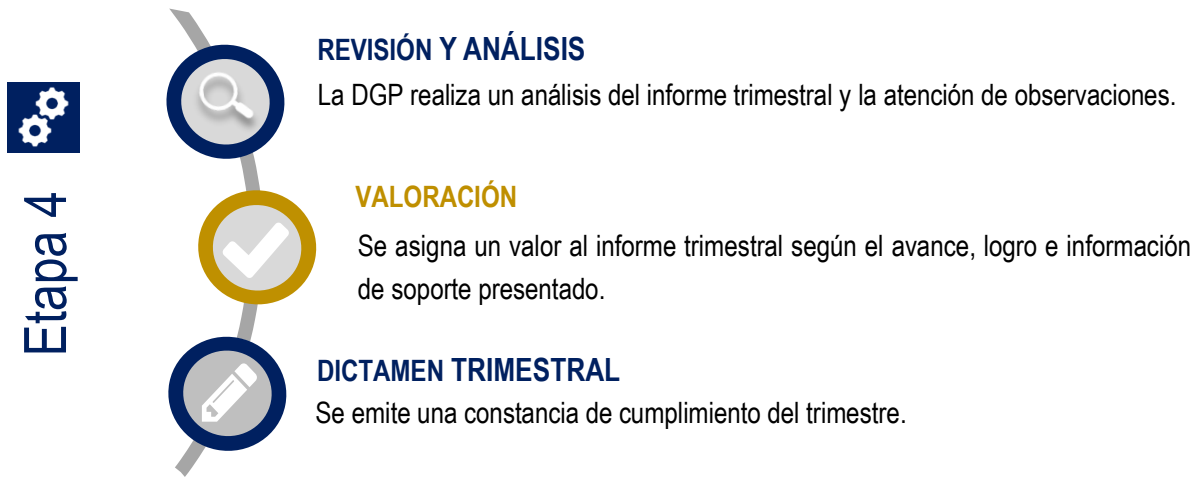 Etapa 4
REVISIÓN Y ANÁLISIS
La DGP realiza un análisis del informe trimestral y la atención de observaciones.
VALORACIÓN
Se asigna un valor al informe trimestral según el avance, logro e información
de soporte presentado.
DICTAMEN TRIMESTRAL
Se emite una constancia de cumplimiento del trimestre.